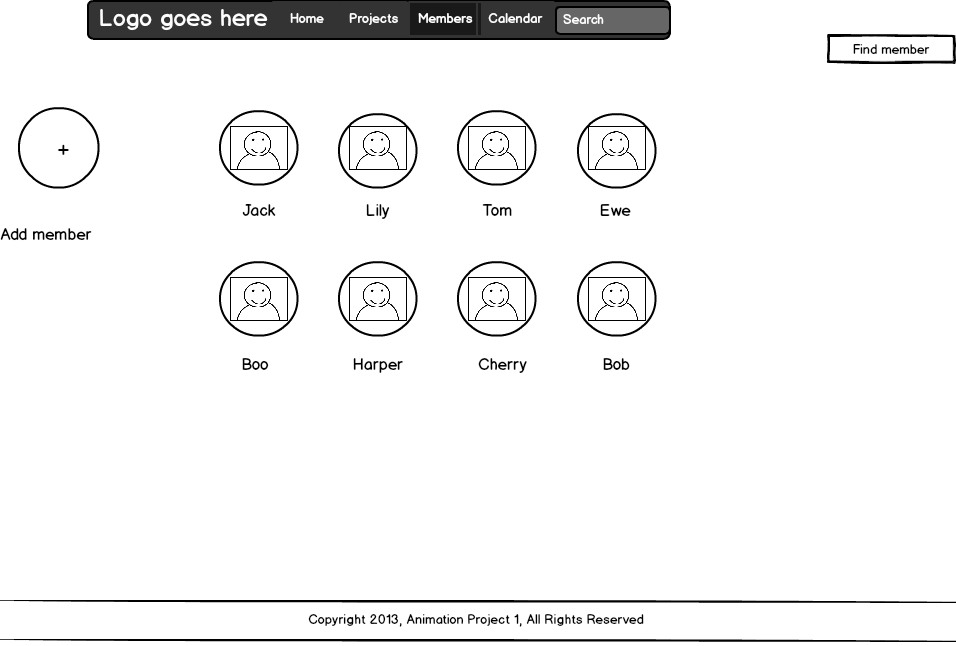 Logo goes here Home Projects Members Calendar Search
Find member
+
Jack Lily Tom Ewe
Add member
Boo Harper Cherry Bob
Copyright 2013, Animation Project 1, All Rights Reserved